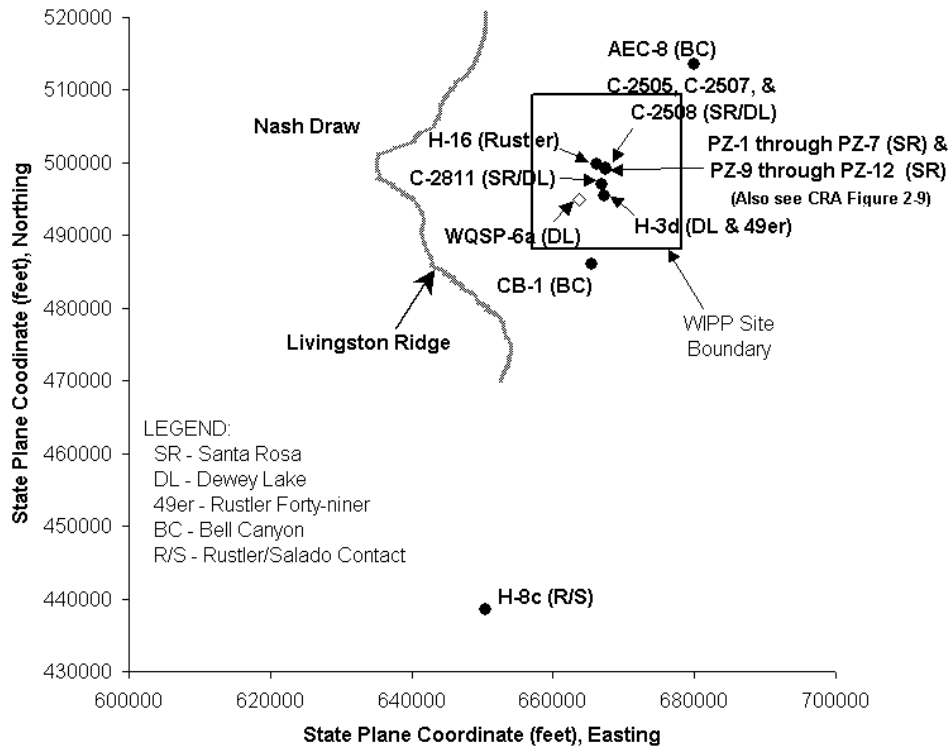 520000
510000
500000
490000
480000
470000
460000
450000
440000
430000
State Plane Coodinate (feet), Northing
AEC-8 (BC)
C-2505, C-2507, &
C-2508 (SR/DL)
Nash Draw
H-16 (Rustler)
PZ-1 through PZ-7 (SR) &
PZ-9 through PZ-12 (SR)
(Also see CRA Figure 2-9)
C-2811 (SR/DL)
WQSP-6a (DL)
H-3d (DL & 49er)
CB-1 (BC)
WIPP Site
Boundary
Livingston Ridge
LEGEND:
SR - Santa Rosa
DL - Dewey Lake
49er - Rustler Forty-niner
BC - Bell Canyon
R/S - Rustler/Salado Contact
H-8c (R/S)
600000 620000 640000 660000 680000 700000
State Plane Coordinate (feet), Easting